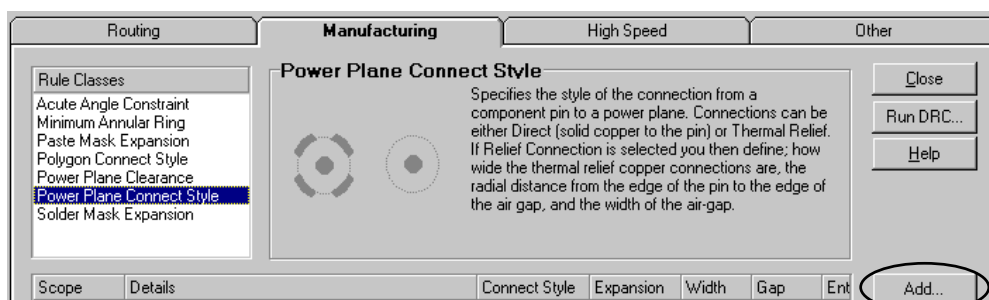 Routing Manufacturing High Speed Other
Rule Classes
Acute Angle Constraint
Minimum Annular Ring
Paste Mask Expansion
Polygon Connect Style
Power Plane Clearance
Power Plane Connect Style
Solder Mask Expansion
Power Plane Connect Style
Specifies the style of the connection from a
component pin to a power plane. Connections can be
either Direct (solid copper to the pin) or Thermal Relief.
If Relief Connection is selected you then define; how
wide the thermal relief copper connections are, the
radial distance from the edge of the pin to the edge of
the air gap, and the width of the air-gap.
Close
Run DRC...
Help
Scope Details Connect Style Expansion Width Gap Ent
Add...